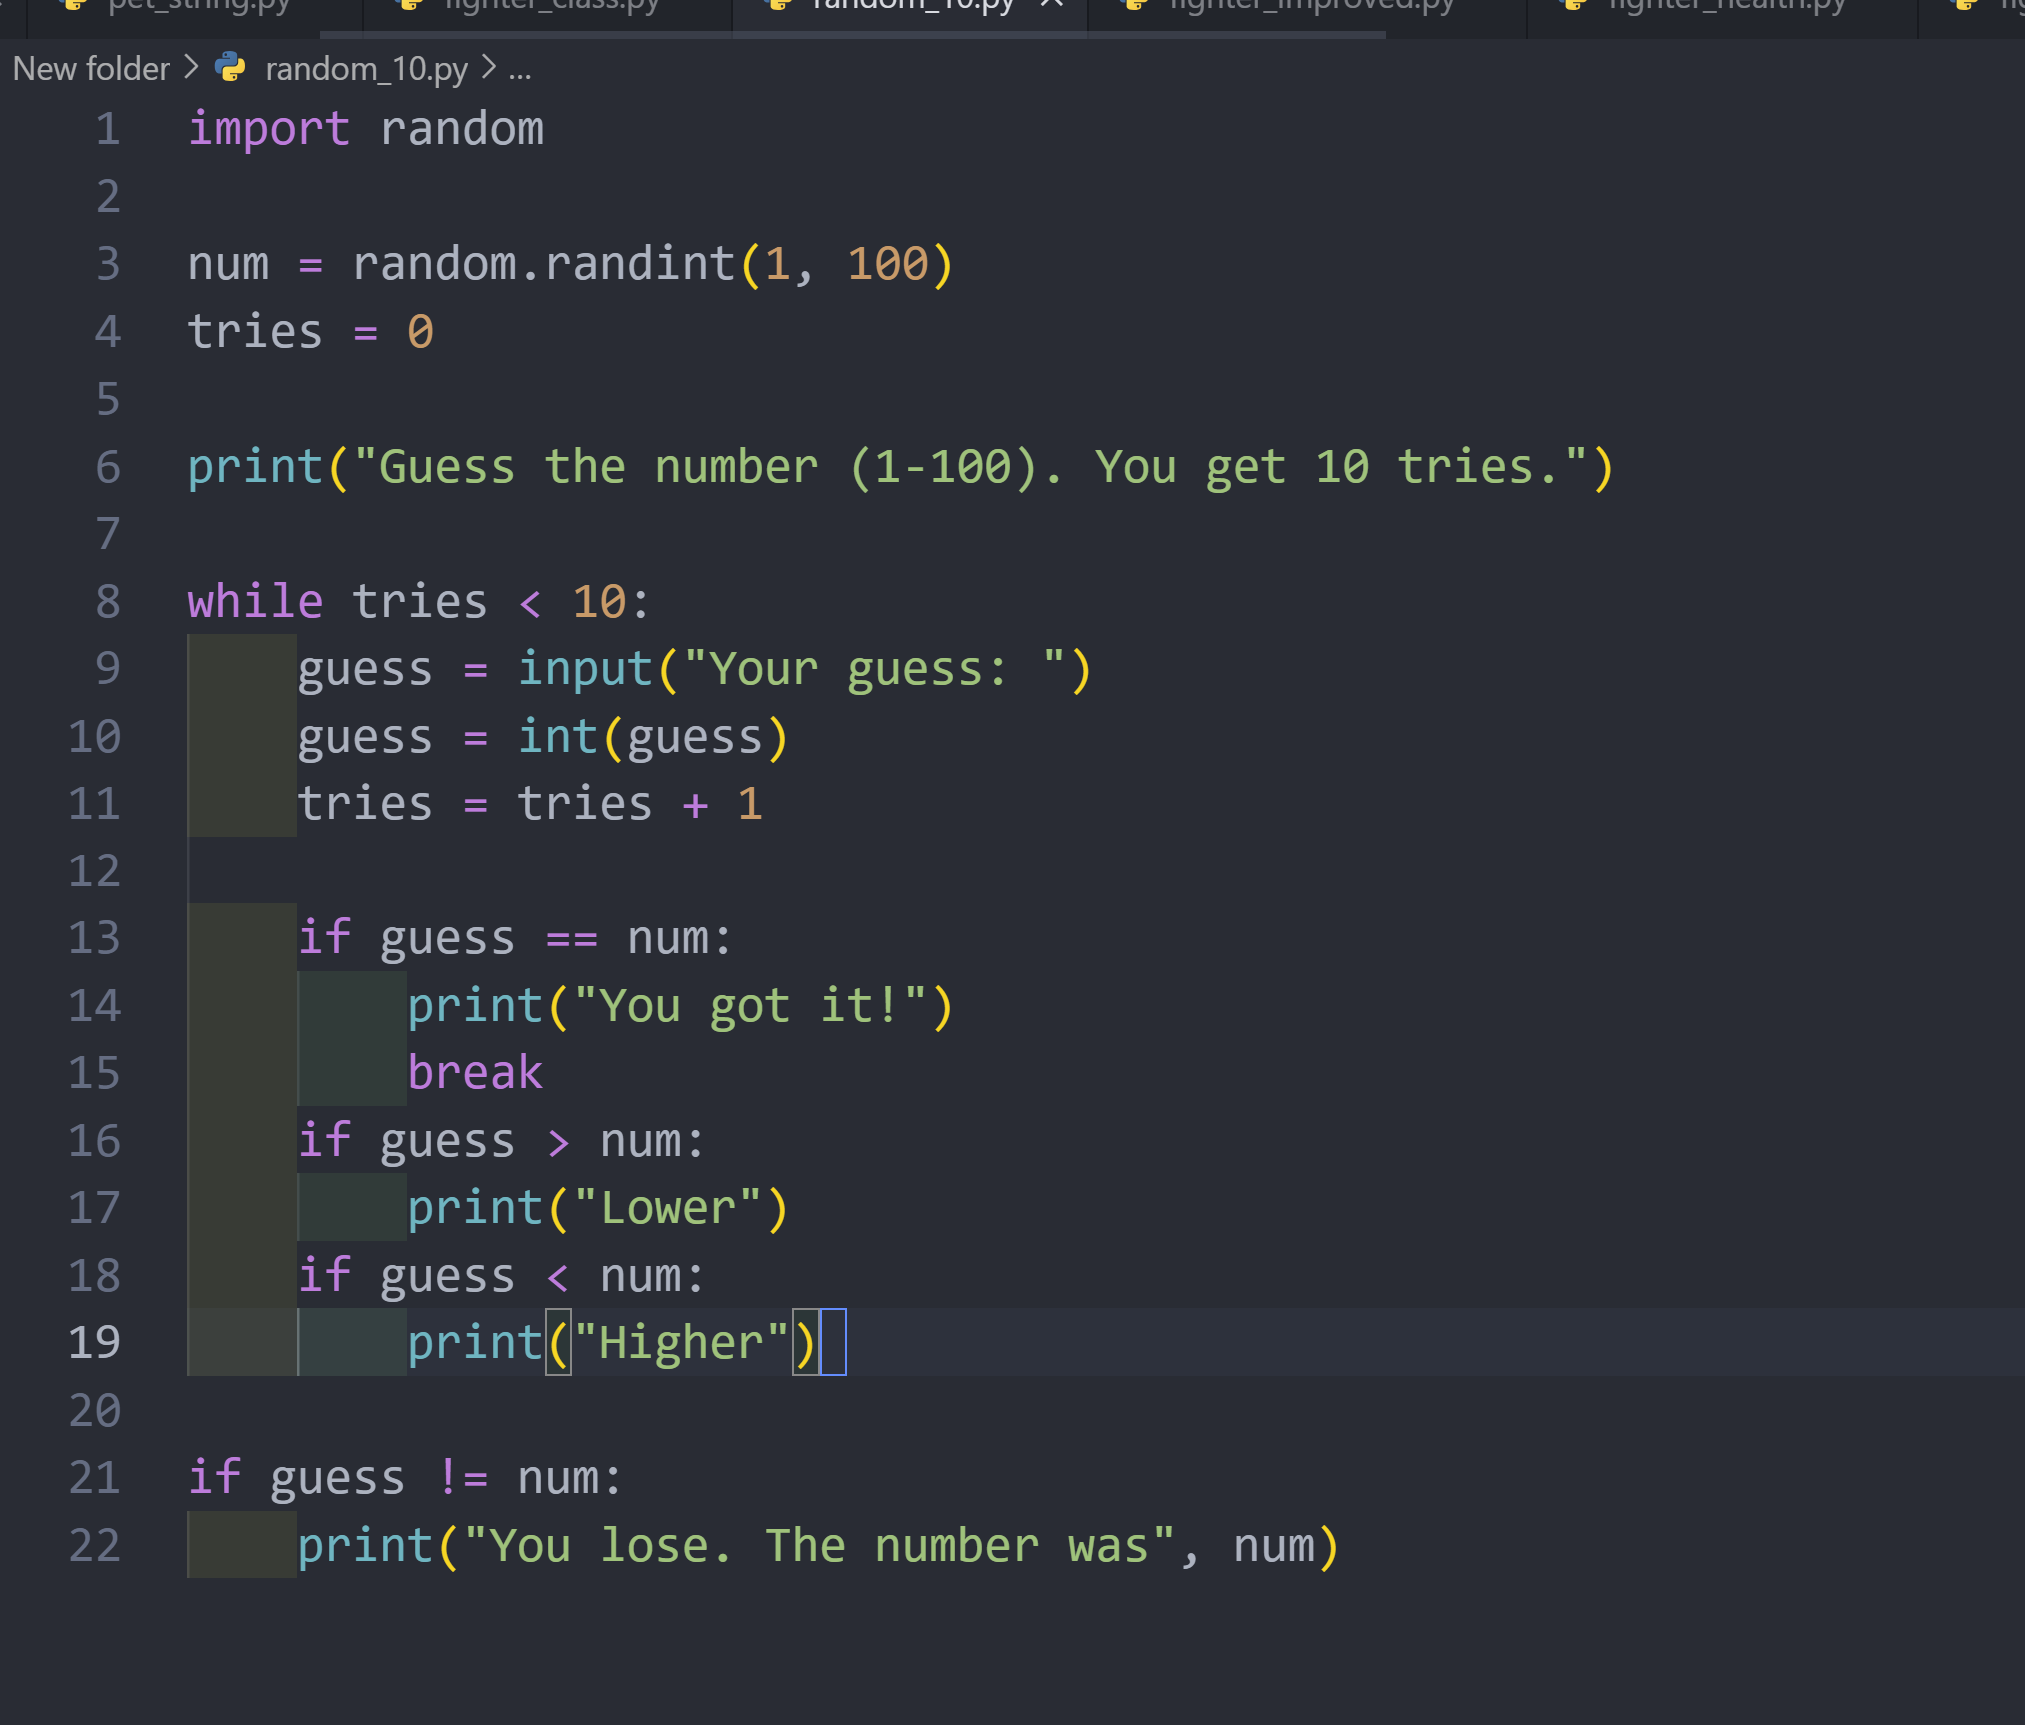 pet_string.py fighter_class.py random_10.py fighter_improved.py fighter_health.py
New folder > random_10.py > ...
1 import random
2
3 num = random.randint(1, 100)
4 tries = 0
5
6 print("Guess the number (1-100). You get 10 tries.")
7
8 while tries < 10:
9     guess = input("Your guess: ")
10     guess = int(guess)
11     tries = tries + 1
12
13     if guess == num:
14         print("You got it!")
15         break
16     if guess > num:
17         print("Lower")
18     if guess < num:
19         print("Higher")
20
21 if guess != num:
22     print("You lose. The number was", num)